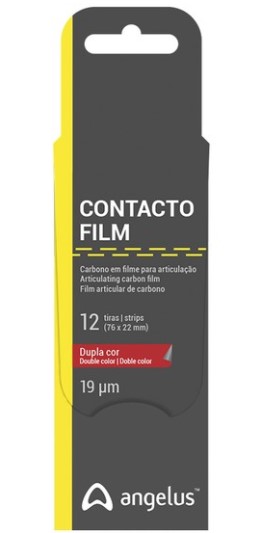 CONTACTO
FILM
Carbono em filme para articulação
Articulating carbon film
Film articular de carbono
12 tiras | strips
(76 x 22 mm)
Dupla cor
Double color | Doble color
19 µm
angelus™